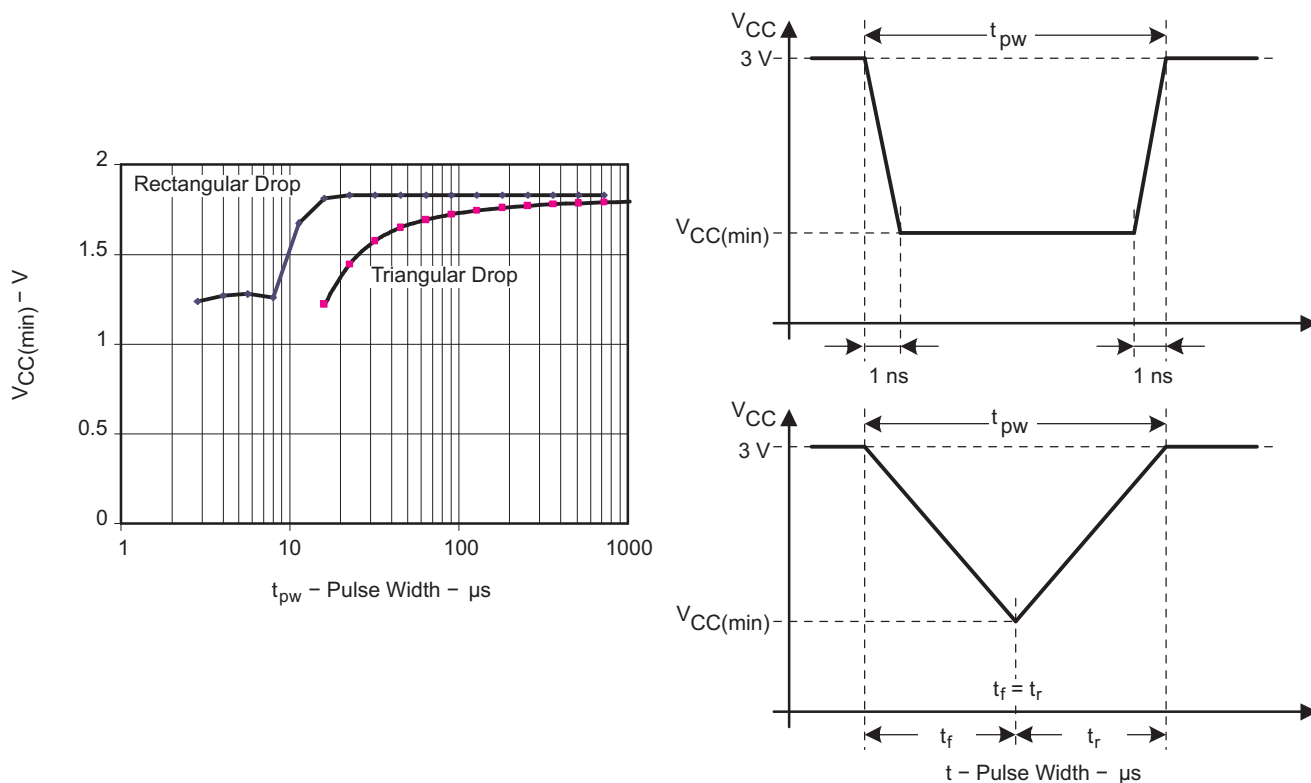 2
Rectangular Drop
1.5
Triangular Drop
1
0.5
0
VCC(min) − V
1
10
100
1000
tpw − Pulse Width − µs
VCC
tpw
3 V
VCC(min)
1 ns
1 ns
VCC
tpw
3 V
VCC(min)
tf = tr
tf
tr
t − Pulse Width − µs